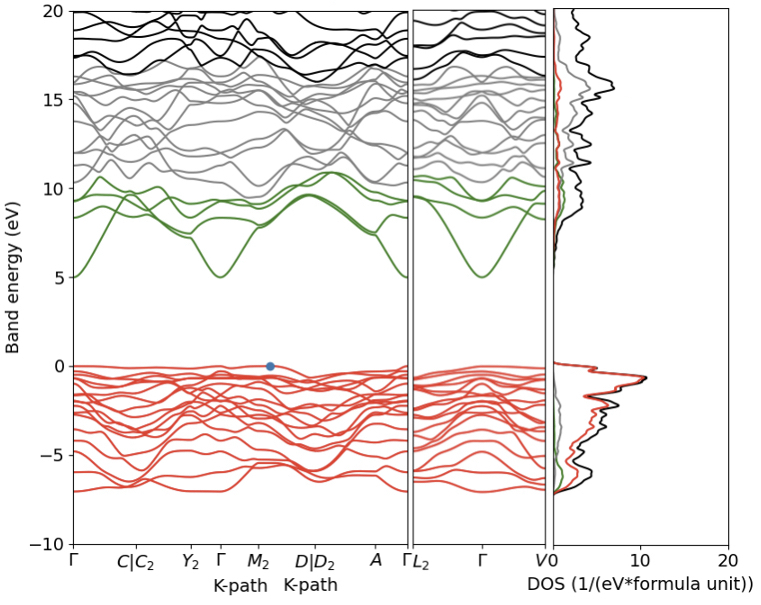 20
15
10
5
0
−5
−10
Band energy (eV)
Γ C|C₂ Y₂ Γ M₂ D|D₂ A Γ L₂ Γ V 0 10 20
K-path K-path DOS (1/(eV*formula unit))